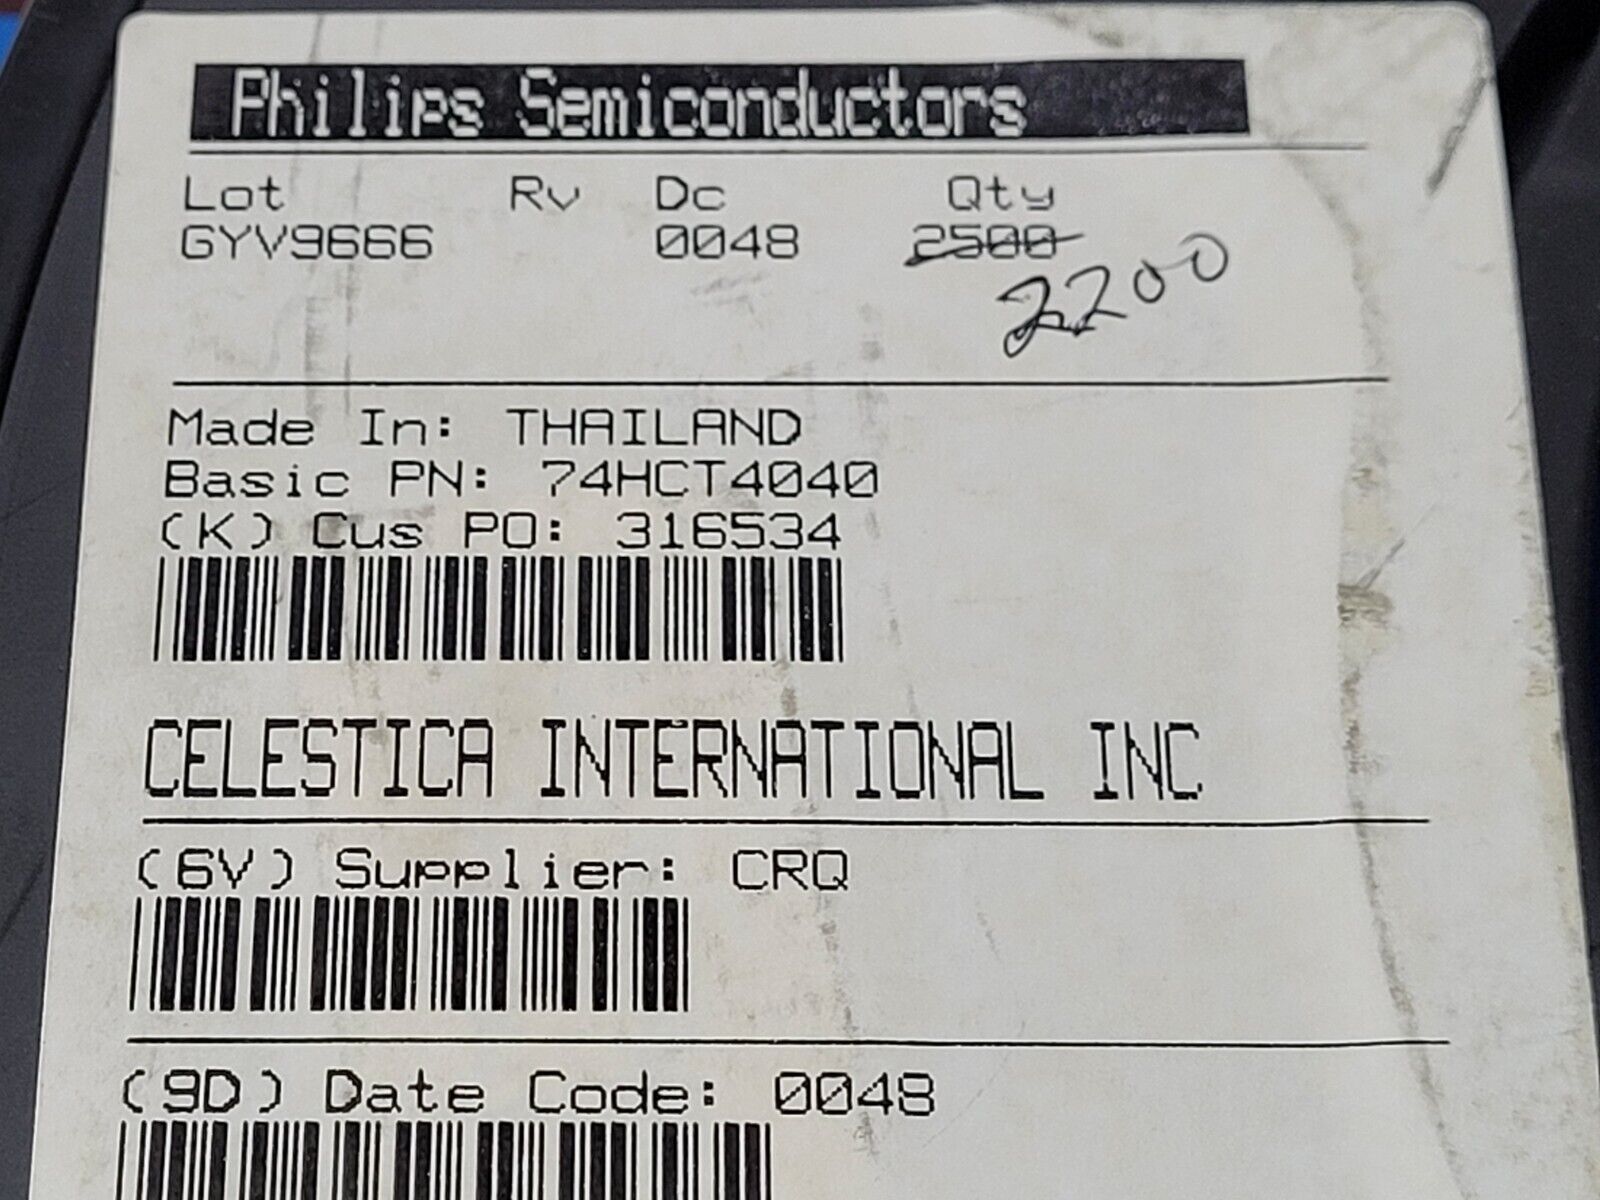 Philips Semiconductors
Lot Rv Dc Qty
GYV9666 0048 2500
2200
Made In: THAILAND
Basic PN: 74HCT4040
(K) Cus PO: 316534
CELESTICA INTERNATIONAL INC
(6V) Supplier: CRQ
(9D) Date Code: 0048